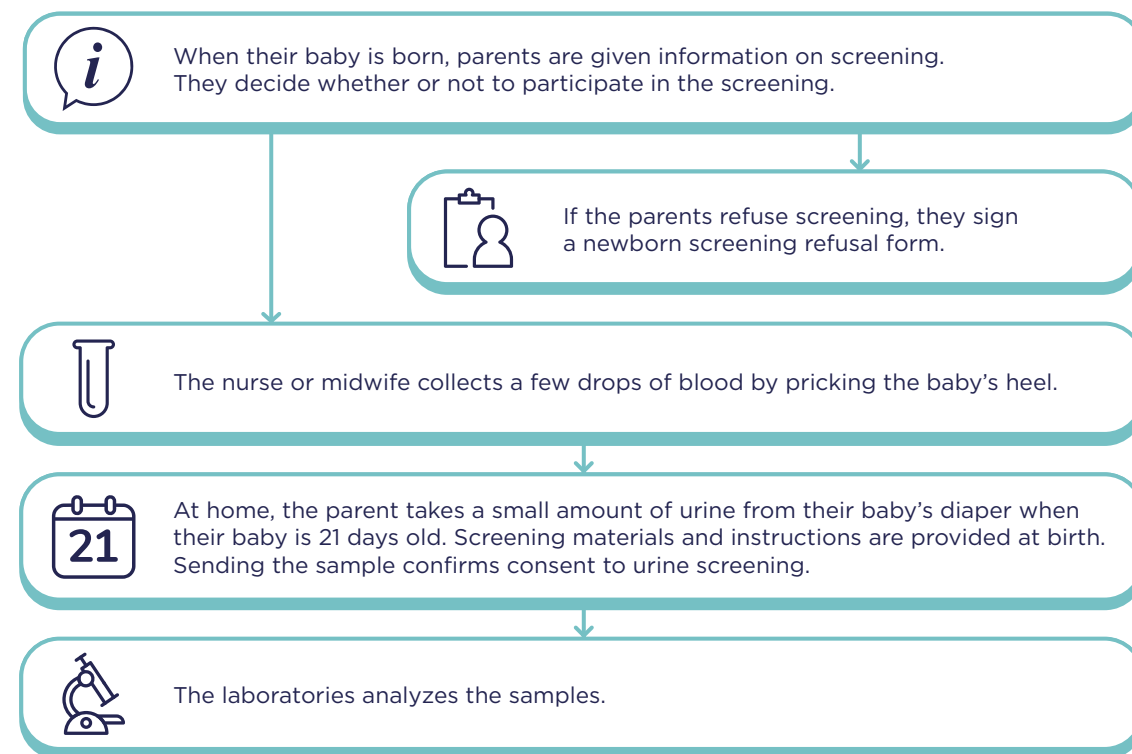 i
When their baby is born, parents are given information on screening.
They decide whether or not to participate in the screening.
If the parents refuse screening, they sign
a newborn screening refusal form.
The nurse or midwife collects a few drops of blood by pricking the baby’s heel.
At home, the parent takes a small amount of urine from their baby’s diaper when
21
their baby is 21 days old. Screening materials and instructions are provided at birth.
Sending the sample confirms consent to urine screening.
The laboratories analyzes the samples.